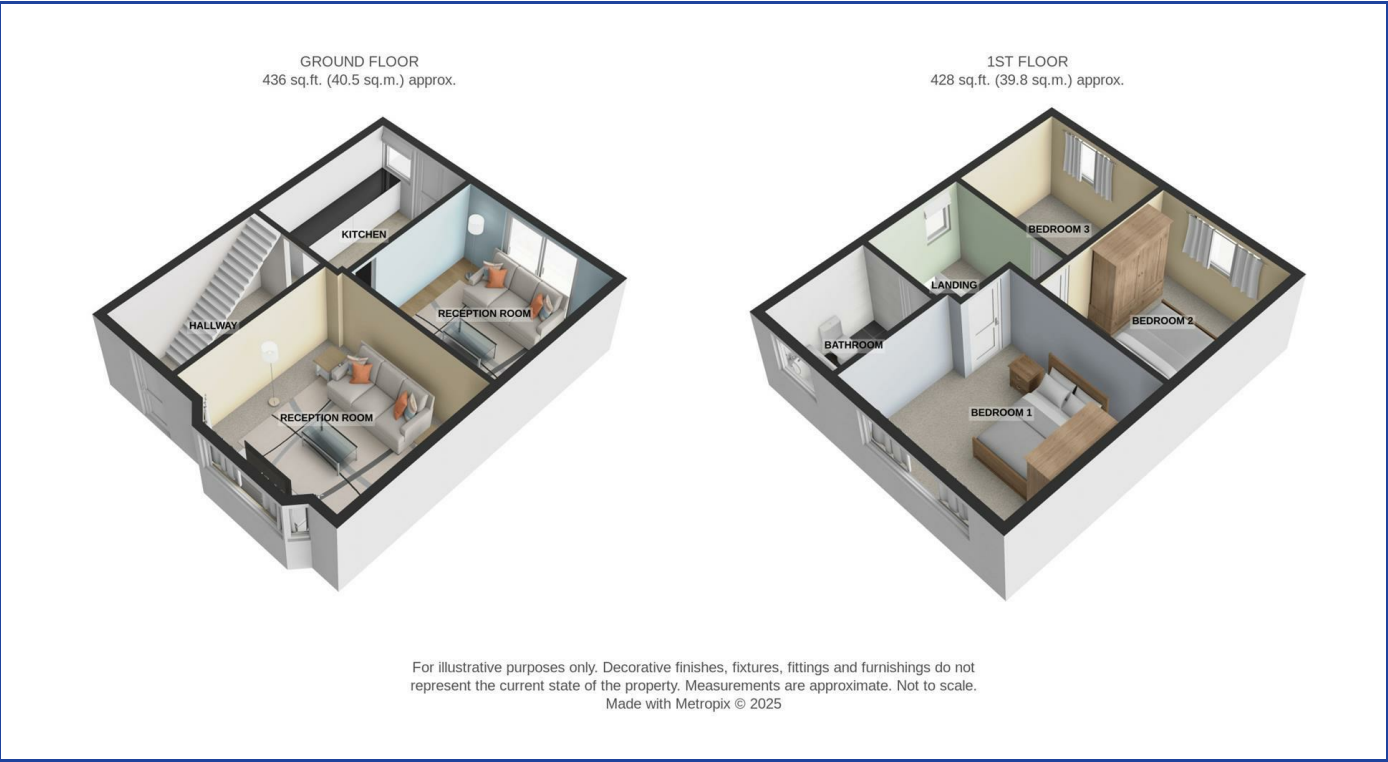 GROUND FLOOR
436 sq.ft. (40.5 sq.m.) approx.
KITCHEN
HALLWAY
RECEPTION ROOM
RECEPTION ROOM
1ST FLOOR
428 sq.ft. (39.8 sq.m.) approx.
BEDROOM 3
LANDING
BEDROOM 2
BATHROOM
BEDROOM 1
For illustrative purposes only. Decorative finishes, fixtures, fittings and furnishings do not
represent the current state of the property. Measurements are approximate. Not to scale.
Made with Metropix © 2025